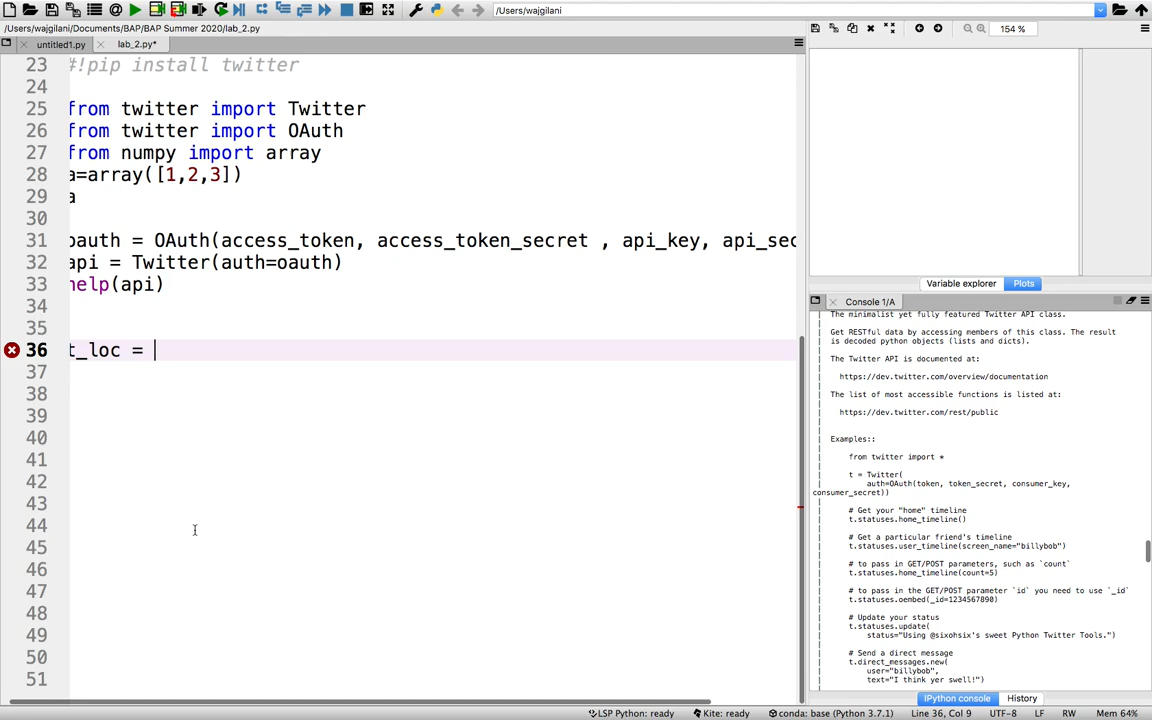 /Users/wajgilani
/Users/wajgilani/Documents/BAP/BAP Summer 2020/lab_2.py
154 %
untitled1.py
lab_2.py*
23 #!pip install twitter
24
25 from twitter import Twitter
26 from twitter import OAuth
27 from numpy import array
28 a=array([1,2,3])
29 a
30
31 oauth = OAuth(access_token, access_token_secret , api_key, api_sec
32 api = Twitter(auth=oauth)
33 help(api)
34
35
36 t_loc =
37
38
39
40
41
42
43
44
45
46
47
48
49
50
51
Variable explorer
Plots
Console 1/A
The minimalist yet fully featured Twitter API class.
Get RESTful data by accessing members of this class. The result
is decoded python objects (lists and dicts).
The Twitter API is documented at:
https://dev.twitter.com/overview/documentation
The list of most accessible functions is listed at:
https://dev.twitter.com/rest/public
Examples::
from twitter import *
t = Twitter(
auth=OAuth(token, token_secret, consumer_key,
consumer_secret))
# Get your "home" timeline
t.statuses.home_timeline()
# Get a particular friend's timeline
t.statuses.user_timeline(screen_name="billybob")
# to pass in GET/POST parameters, such as `count`
t.statuses.home_timeline(count=5)
# to pass in the GET/POST parameter `id` you need to use `_id`
t.statuses.oembed(_id=1234567890)
# Update your status
t.statuses.update(
status="Using @sixohsix's sweet Python Twitter Tools.")
# Send a direct message
t.direct_messages.new(
user="billybob",
text="I think yer swell!")
IPython console
History
LSP Python: ready
Kite: ready
conda: base (Python 3.7.1)
Line 36, Col 9
UTF-8
LF
RW
Mem 64%